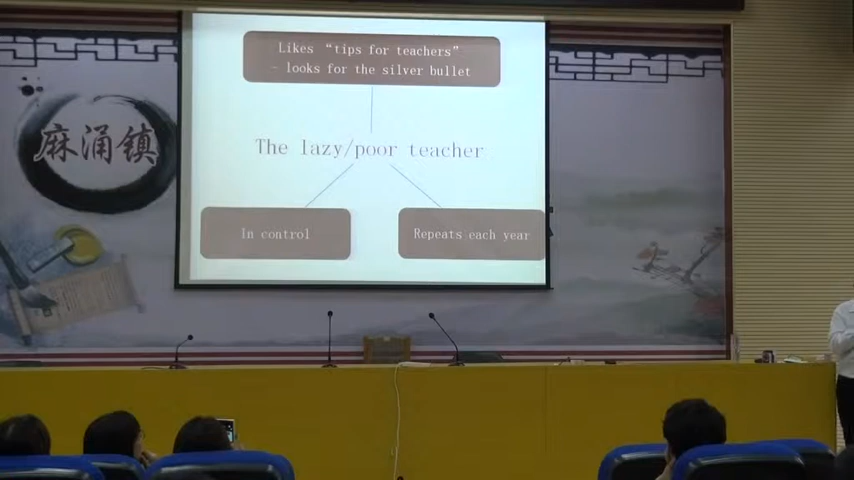 Likes “tips for teachers”
- looks for the silver bullet
麻涌镇
The lazy/poor teacher
In control
Repeats each year